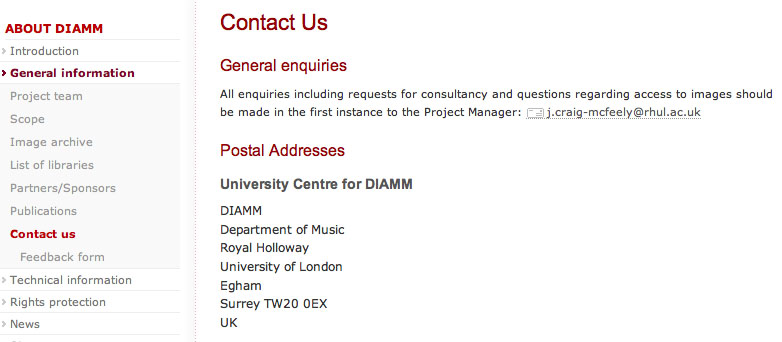 ABOUT DIAMM
Introduction
General information
Project team
Scope
Image archive
List of libraries
Partners/Sponsors
Publications
Contact us
Feedback form
Technical information
Rights protection
News
Contact Us
General enquiries
All enquiries including requests for consultancy and questions regarding access to images should
be made in the first instance to the Project Manager: j.craig-mcfeely@rhul.ac.uk
Postal Addresses
University Centre for DIAMM
DIAMM
Department of Music
Royal Holloway
University of London
Egham
Surrey TW20 0EX
UK